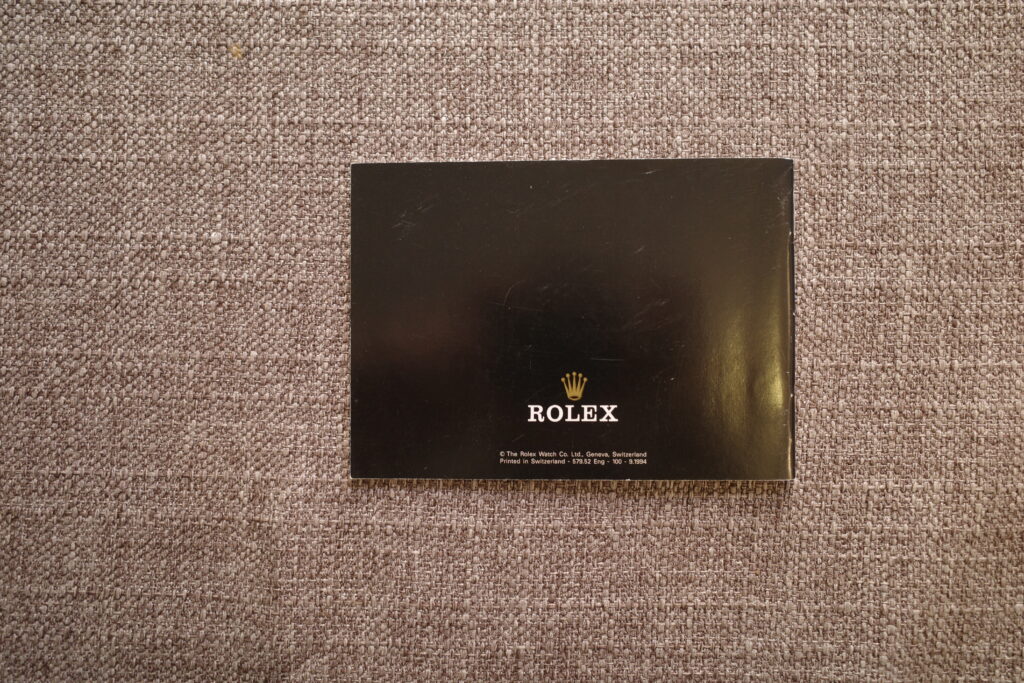 ROLEX
© The Rolex Watch Co. Ltd., Geneva, Switzerland
Printed in Switzerland - 579.52 Eng - 100 - 9.1994